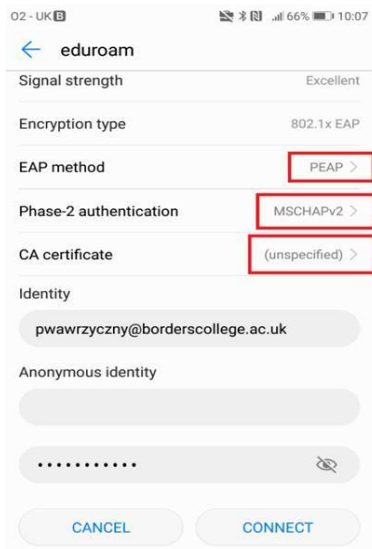 O2 - UK B 66% 10:07
eduroam
Signal strength Excellent
Encryption type 802.1x EAP
EAP method PEAP >
Phase-2 authentication MSCHAPv2 >
CA certificate (unspecified) >
Identity
pwawrzyczny@borderscollege.ac.uk
Anonymous identity
•••••••••••
CANCEL CONNECT